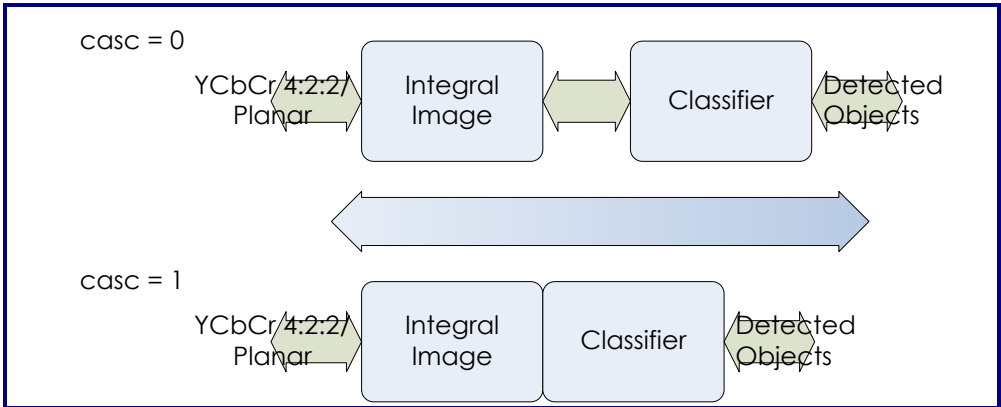 casc = 0
YCbCr 4:2:2/
Planar
Integral
Image
Classifier
Detected
Objects
casc = 1
YCbCr 4:2:2/
Planar
Integral
Image
Classifier
Detected
Objects